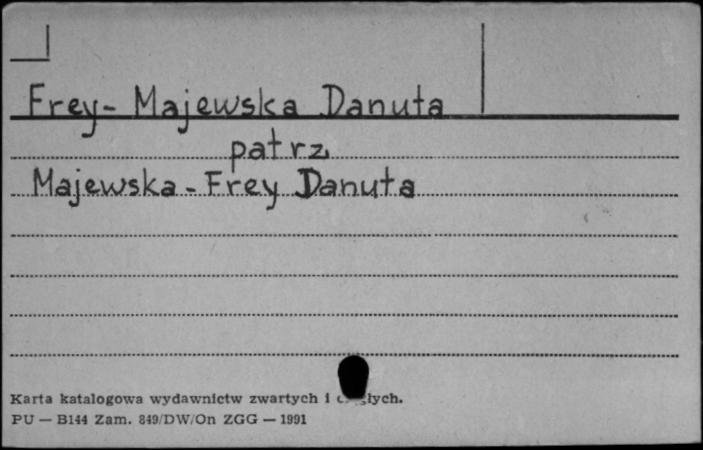 Frey- Majewska Danuta
patrz
Majewska - Frey Danuta
Karta katalogowa wydawnictw zwartych i
PU — B144 Zam. 849/DW/On ZGG — 1991